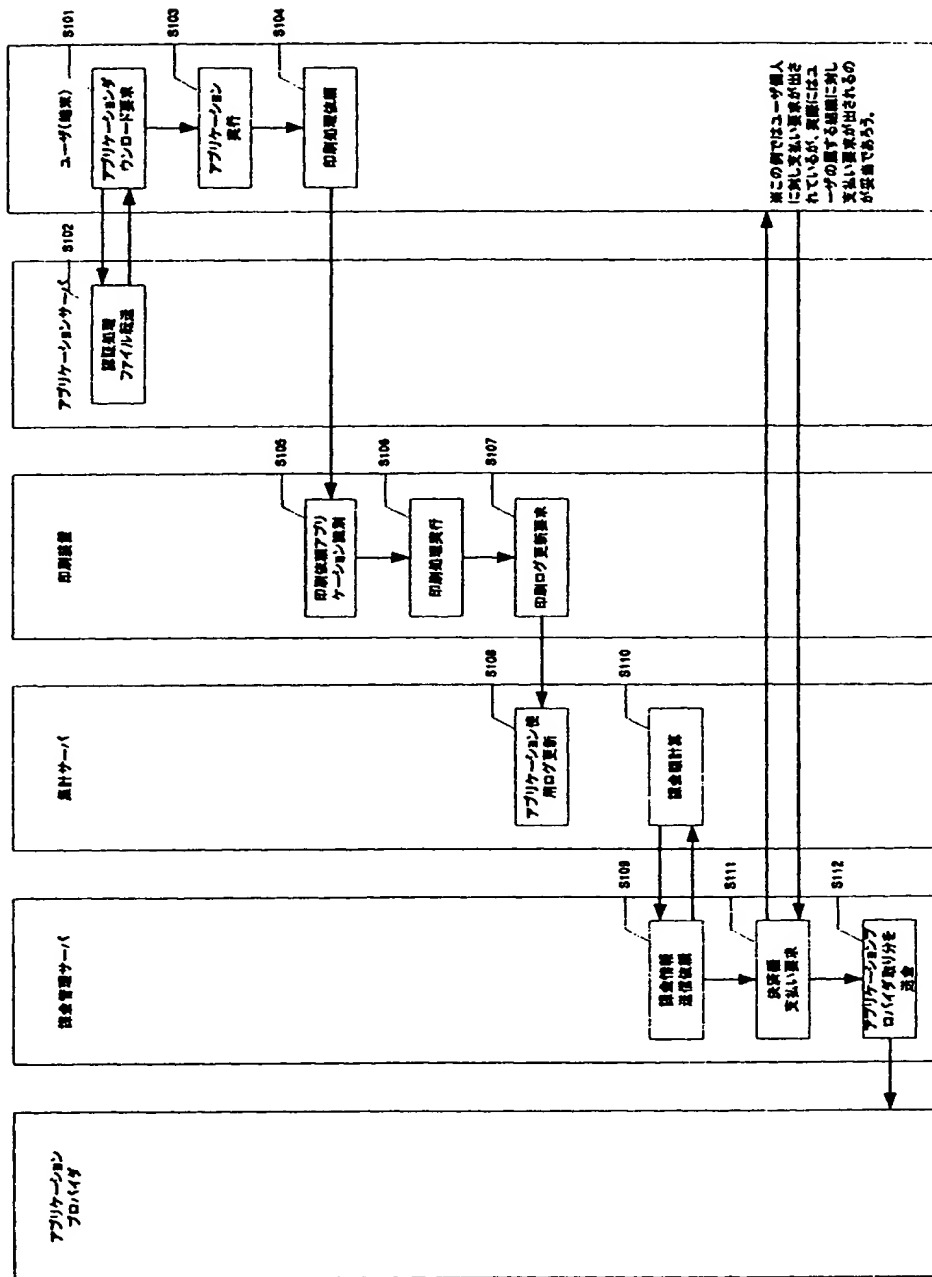 アプリケーション
プロバイダ
課金管理サーバ
集計サーバ
印刷装置
アプリケーションサーバ
ユーザ(端末)
S101
アプリケーションダ
ウンロード要求
S102
認証処理
ファイル転送
S103
アプリケーション
実行
S104
印刷処理依頼
S105
印刷依頼アプリ
ケーション識別
S106
印刷処理実行
S107
印刷ログ更新要求
S108
アプリケーション使
用ログ更新
S109
課金情報
送信依頼
S110
課金額計算
S111
決済額
支払い要求
S112
アプリケーションプ
ロバイダ取り分を
送金
※この例ではユーザ個人
に対し支払い要求が出さ
れているが、実際にはユ
ーザの属する組織に対し
支払い要求が出されるの
が妥当であろう。